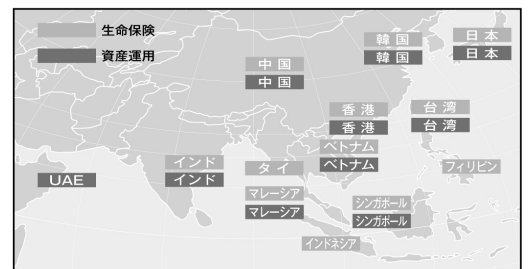 生命保険
資産運用
韓国
韓国
日本
日本
中国
中国
香港
香港
台湾
台湾
ベトナム
ベトナム
インド
インド
タイ
フィリピン
UAE
マレーシア
マレーシア
シンガポール
シンガポール
インドネシア